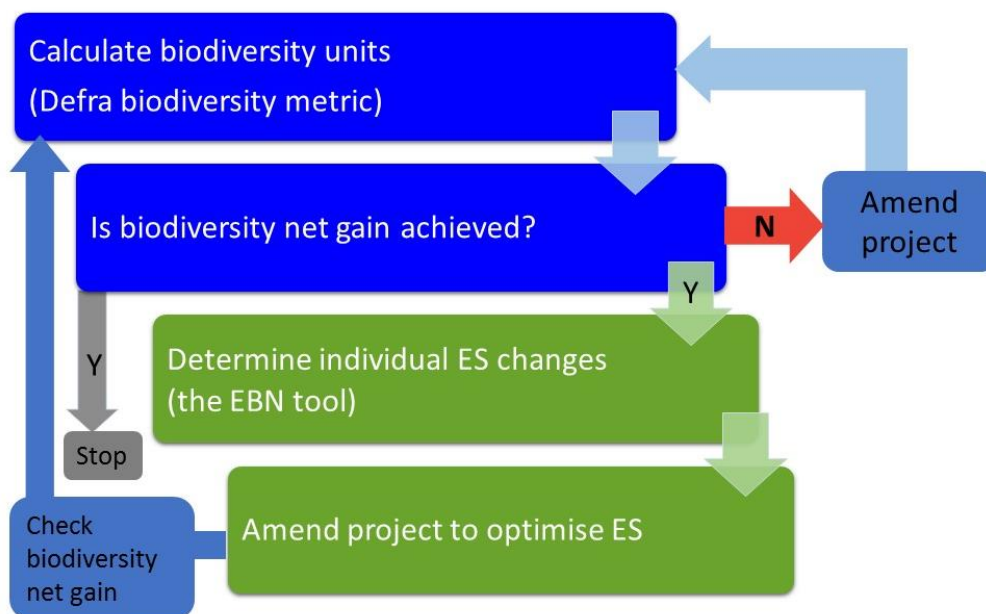 Calculate biodiversity units
(Defra biodiversity metric)
Is biodiversity net gain achieved?
N
Amend
project
Y
Y
Determine individual ES changes
(the EBN tool)
Stop
Amend project to optimise ES
Check
biodiversity
net gain